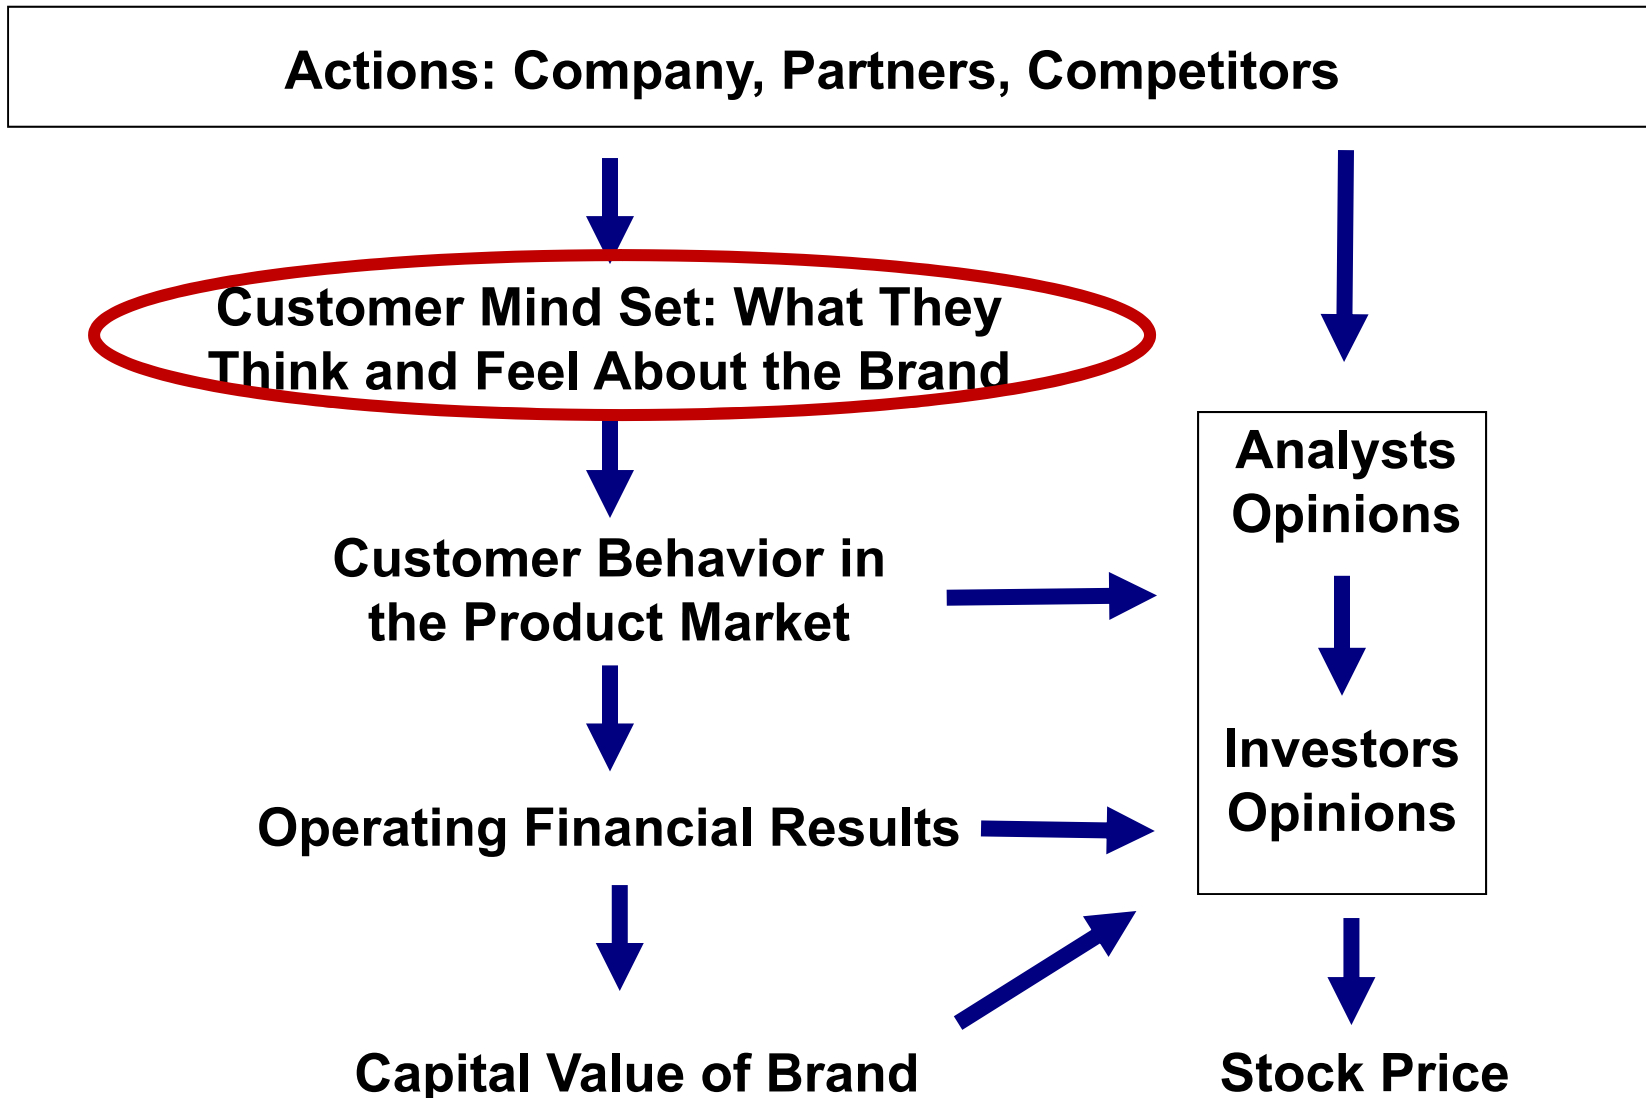 Actions: Company, Partners, Competitors
Customer Mind Set: What They
Think and Feel About the Brand
Analysts
Opinions
Customer Behavior in
the Product Market
Investors
Opinions
Operating Financial Results
Capital Value of Brand
Stock Price